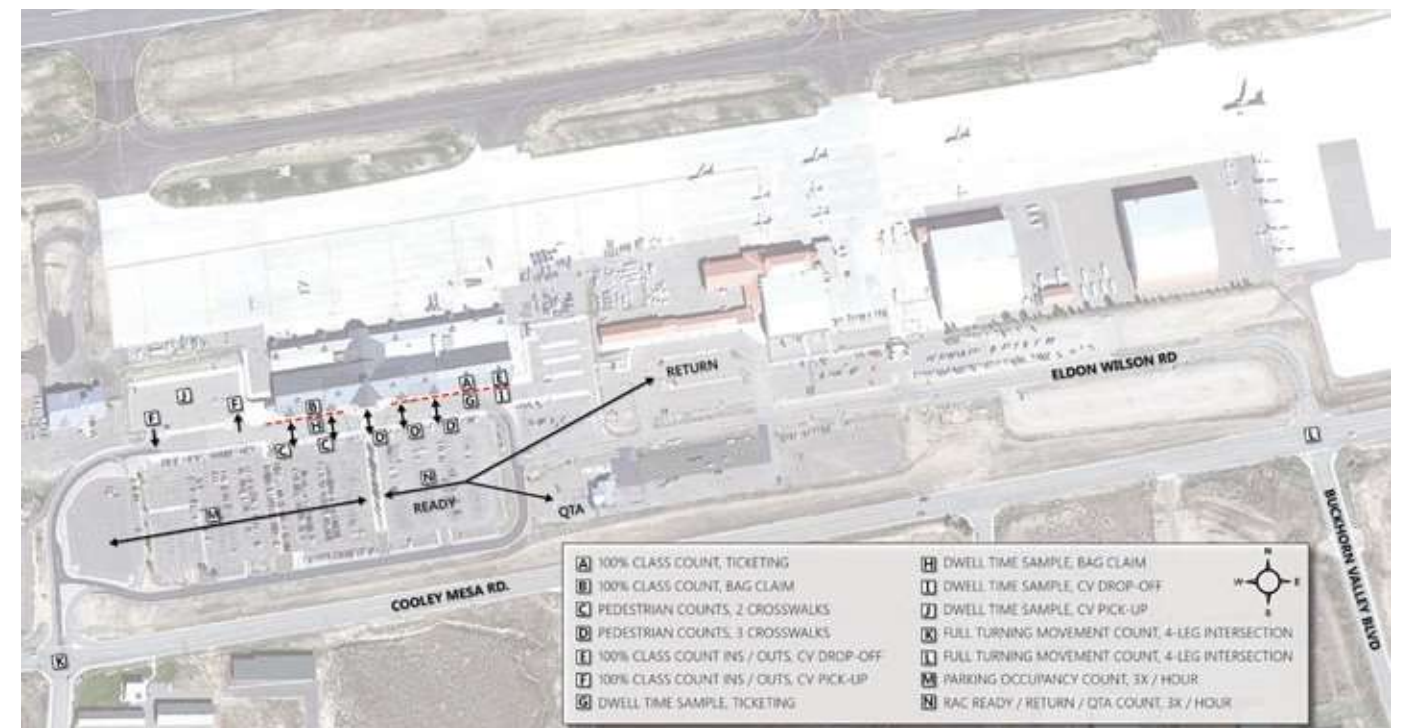 RETURN
ELDON WILSON RD
A
E
J
G
I
F
F
B
H
L
C
C
D
D
D
N
READY
M
QTA
BUCKHORN VALLEY BLVD
COOLEY MESA RD.
K
A 100% CLASS COUNT, TICKETING
B 100% CLASS COUNT, BAG CLAIM
C PEDESTRIAN COUNTS, 2 CROSSWALKS
D PEDESTRIAN COUNTS, 3 CROSSWALKS
E 100% CLASS COUNT INS / OUTS, CV DROP-OFF
F 100% CLASS COUNT INS / OUTS, CV PICK-UP
G DWELL TIME SAMPLE, TICKETING
H DWELL TIME SAMPLE, BAG CLAIM
I DWELL TIME SAMPLE, CV DROP-OFF
J DWELL TIME SAMPLE, CV PICK-UP
K FULL TURNING MOVEMENT COUNT, 4-LEG INTERSECTION
L FULL TURNING MOVEMENT COUNT, 4-LEG INTERSECTION
M PARKING OCCUPANCY COUNT, 3X / HOUR
N RAC READY / RETURN / QTA COUNT, 3X / HOUR
N
W
E
S